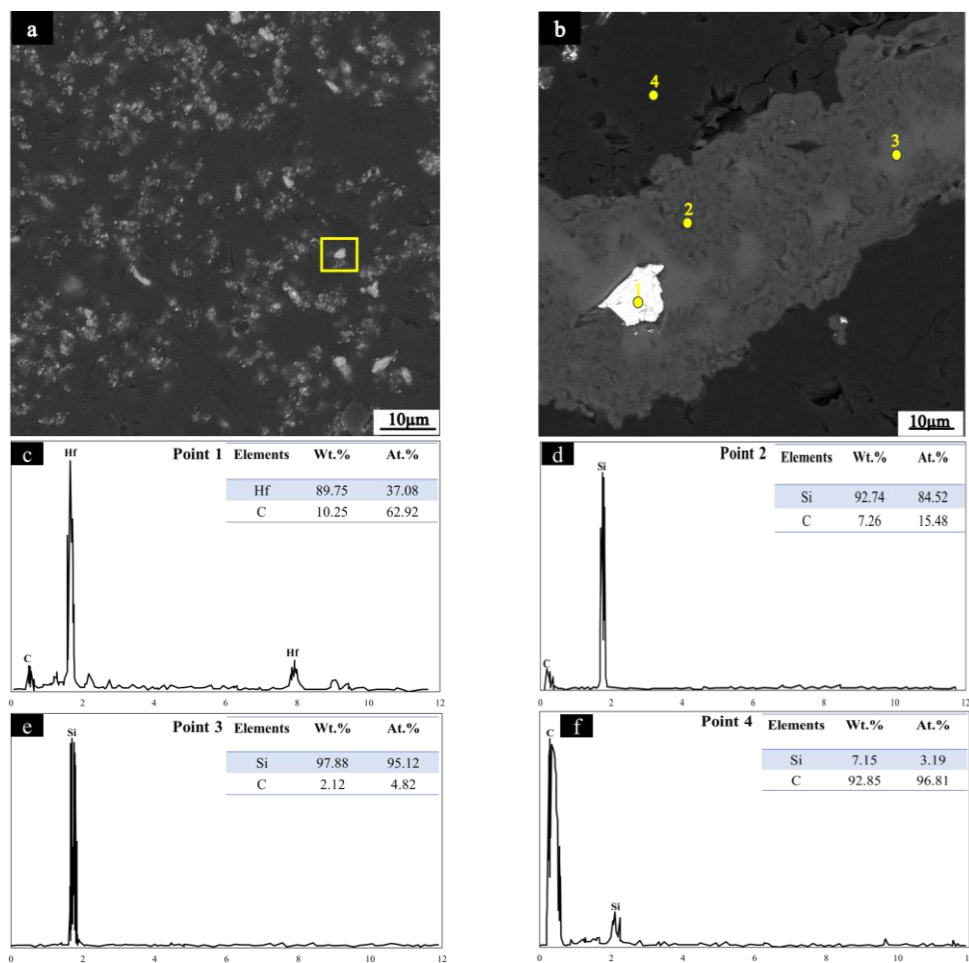 a
10μm
b
4
3
2
1
10μm
c
Point 1
Elements Wt.% At.%
Hf 89.75 37.08
C 10.25 62.92
Hf
C
Hf
0 2 4 6 8 10 12
d
Point 2
Elements Wt.% At.%
Si 92.74 84.52
C 7.26 15.48
Si
C
0 2 4 6 8 10 12
e
Point 3
Elements Wt.% At.%
Si 97.88 95.12
C 2.12 4.82
Si
0 2 4 6 8 10 12
f
Point 4
Elements Wt.% At.%
Si 7.15 3.19
C 92.85 96.81
C
Si
0 2 4 6 8 10 12